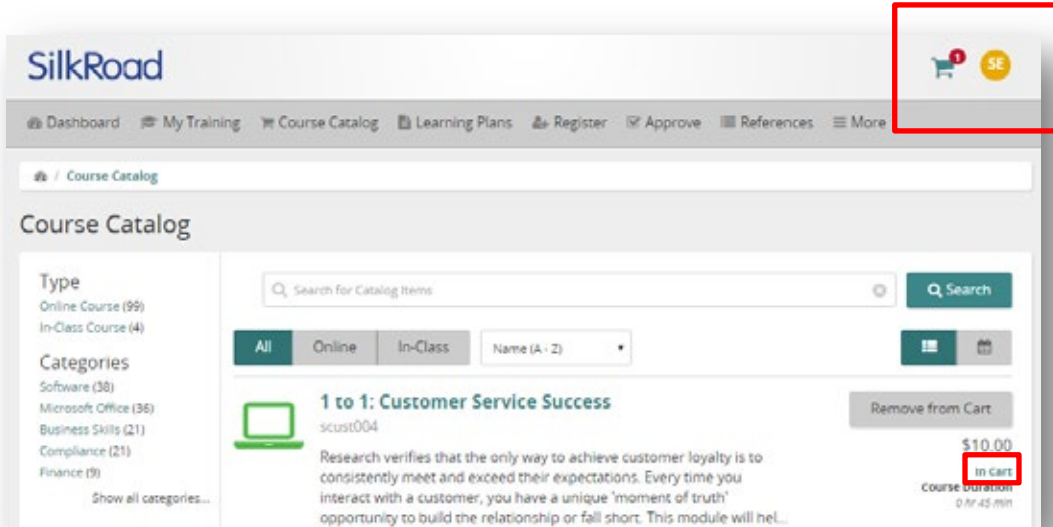 SilkRoad
1
SE
Dashboard My Training Course Catalog Learning Plans Register Approve References More
/ Course Catalog
Course Catalog
Type
Online Course (99)
In-Class Course (4)
Categories
Software (38)
Microsoft Office (36)
Business Skills (21)
Compliance (21)
Finance (9)
Show all categories...
Search for Catalog Items
Search
All Online In-Class Name (A - Z)
1 to 1: Customer Service Success
scust004
Research verifies that the only way to achieve customer loyalty is to
consistently meet and exceed their expectations. Every time you
interact with a customer, you have a unique 'moment of truth'
opportunity to build the relationship or fall short. This module will hel...
Remove from Cart
$10.00
In Cart
Course Duration
0 hr 45 min